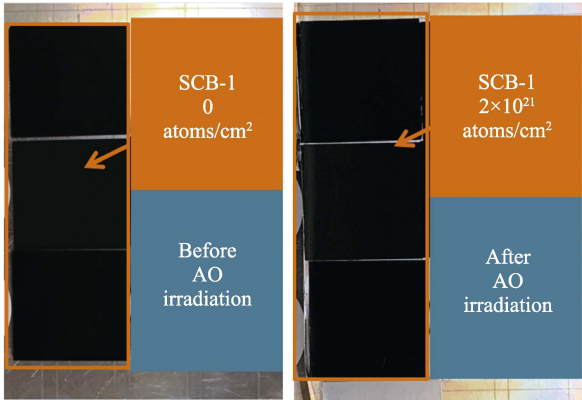 SCB-1
0
atoms/cm²
Before
AO
irradiation
SCB-1
2×10²¹
atoms/cm²
After
AO
irradiation